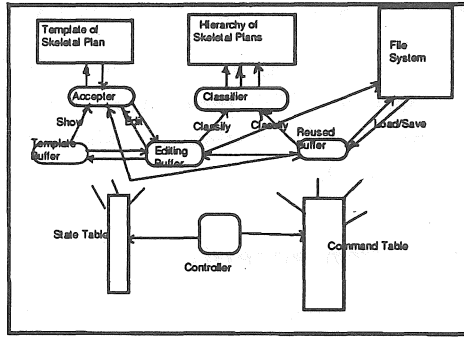 Template of
Skeletal Plan
Hierarchy of
Skeletal Plans
File
System
Accepter
Classifier
Show
Edit
Classify
Classify
Load/Save
Template
Buffer
Editing
Buffer
Reused
Buffer
State Table
Controller
Command Table